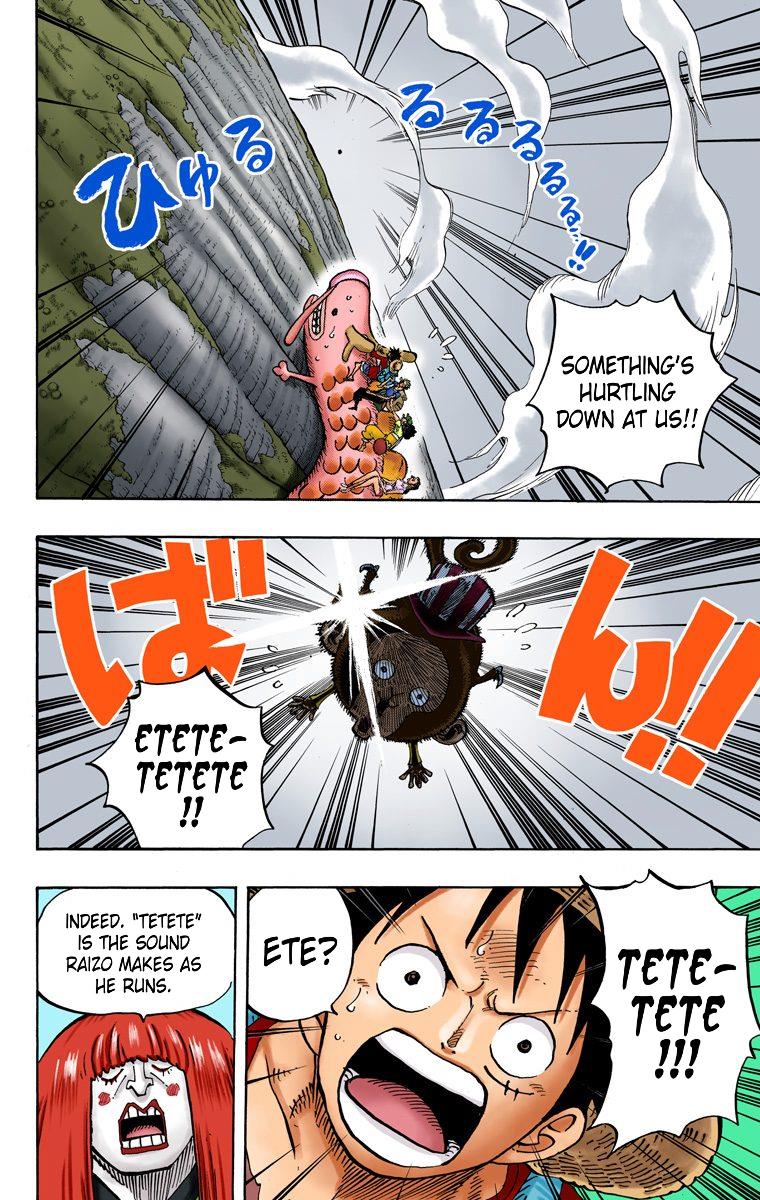 ひゅるるるるるる!!
SOMETHING'S
HURTLING
DOWN AT US!!
ばん!!
ETETE-
TETETE
!!
TETE-
TETE
!!!
ETE?
INDEED. "TETETE"
IS THE SOUND
RAIZO MAKES AS
HE RUNS.